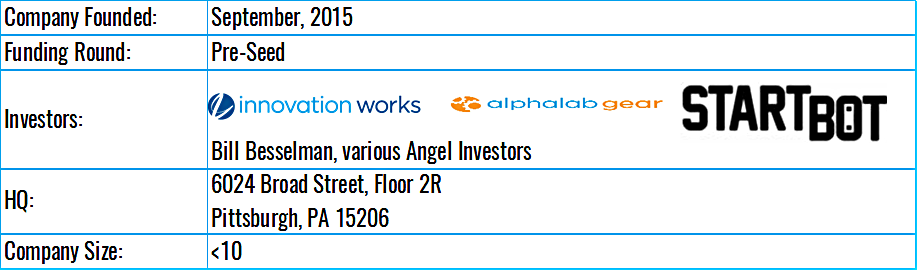 Company Founded: September, 2015
Funding Round: Pre-Seed
Investors: innovation works alphalab gear STARTBOT
Bill Besselman, various Angel Investors
HQ: 6024 Broad Street, Floor 2R
Pittsburgh, PA 15206
Company Size: <10